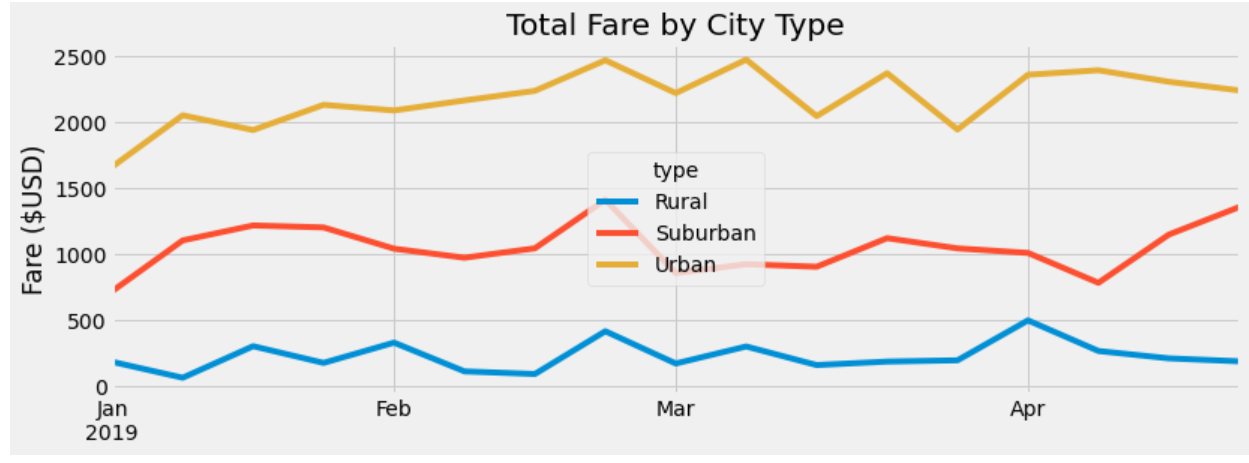 Total Fare by City Type
Fare ($USD)
2500
2000
1500
1000
500
0
type
Rural
Suburban
Urban
Jan Feb Mar Apr
2019